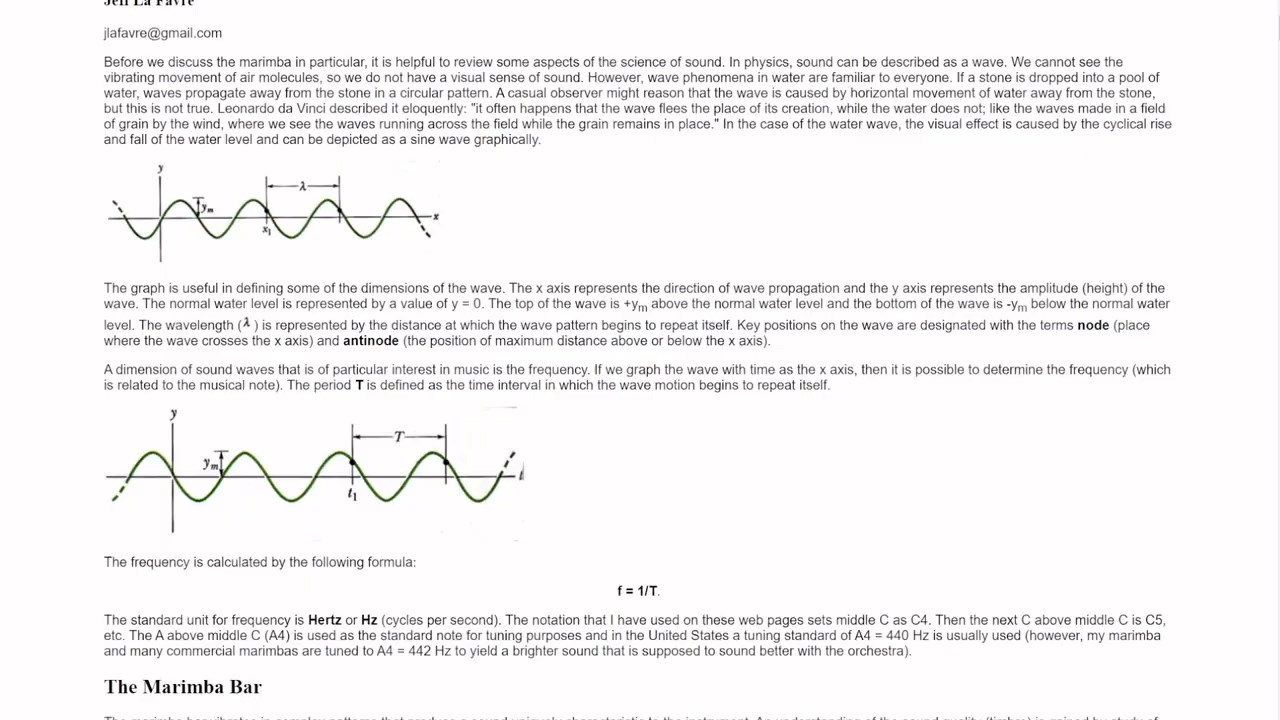 Jeff La Favre
jlafavre@gmail.com
Before we discuss the marimba in particular, it is helpful to review some aspects of the science of sound. In physics, sound can be described as a wave. We cannot see the
vibrating movement of air molecules, so we do not have a visual sense of sound. However, wave phenomena in water are familiar to everyone. If a stone is dropped into a pool of
water, waves propagate away from the stone in a circular pattern. A casual observer might reason that the wave is caused by horizontal movement of water away from the stone,
but this is not true. Leonardo da Vinci described it eloquently: "it often happens that the wave flees the place of its creation, while the water does not; like the waves made in a field
of grain by the wind, where we see the waves running across the field while the grain remains in place." In the case of the water wave, the visual effect is caused by the cyclical rise
and fall of the water level and can be depicted as a sine wave graphically.
y
λ
ym
x
x1
The graph is useful in defining some of the dimensions of the wave. The x axis represents the direction of wave propagation and the y axis represents the amplitude (height) of the
wave. The normal water level is represented by a value of y = 0. The top of the wave is +ym above the normal water level and the bottom of the wave is -ym below the normal water
level. The wavelength (λ) is represented by the distance at which the wave pattern begins to repeat itself. Key positions on the wave are designated with the terms node (place
where the wave crosses the x axis) and antinode (the position of maximum distance above or below the x axis).
A dimension of sound waves that is of particular interest in music is the frequency. If we graph the wave with time as the x axis, then it is possible to determine the frequency (which
is related to the musical note). The period T is defined as the time interval in which the wave motion begins to repeat itself.
y
T
ym
t
t1
The frequency is calculated by the following formula:
f = 1/T.
The standard unit for frequency is Hertz or Hz (cycles per second). The notation that I have used on these web pages sets middle C as C4. Then the next C above middle C is C5,
etc. The A above middle C (A4) is used as the standard note for tuning purposes and in the United States a tuning standard of A4 = 440 Hz is usually used (however, my marimba
and many commercial marimbas are tuned to A4 = 442 Hz to yield a brighter sound that is supposed to sound better with the orchestra).
The Marimba Bar